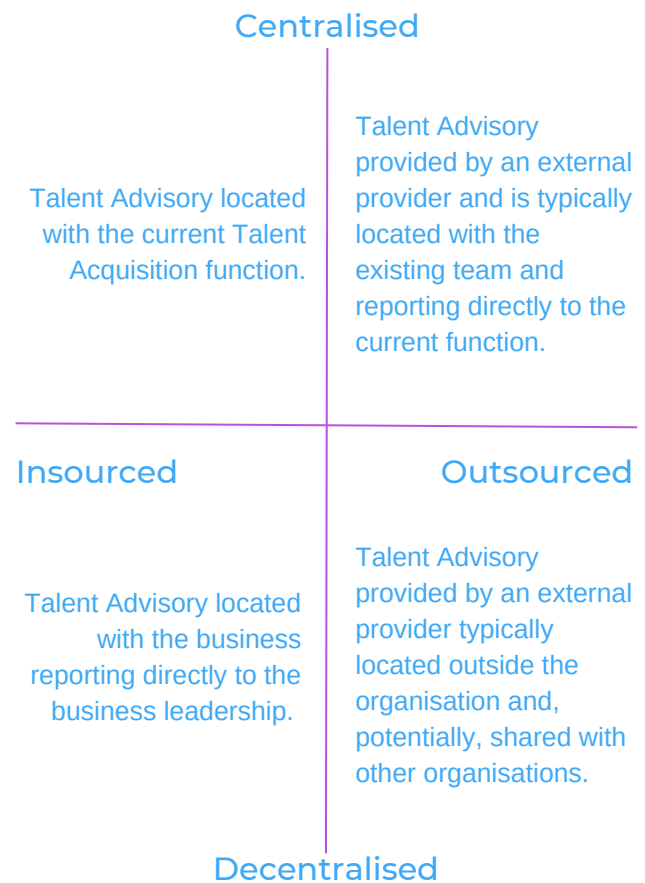 Centralised
Talent Advisory located
with the current Talent
Acquisition function.
Talent Advisory
provided by an external
provider and is typically
located with the
existing team and
reporting directly to the
current function.
Insourced
Outsourced
Talent Advisory located
with the business
reporting directly to the
business leadership.
Talent Advisory
provided by an external
provider typically
located outside the
organisation and,
potentially, shared with
other organisations.
Decentralised